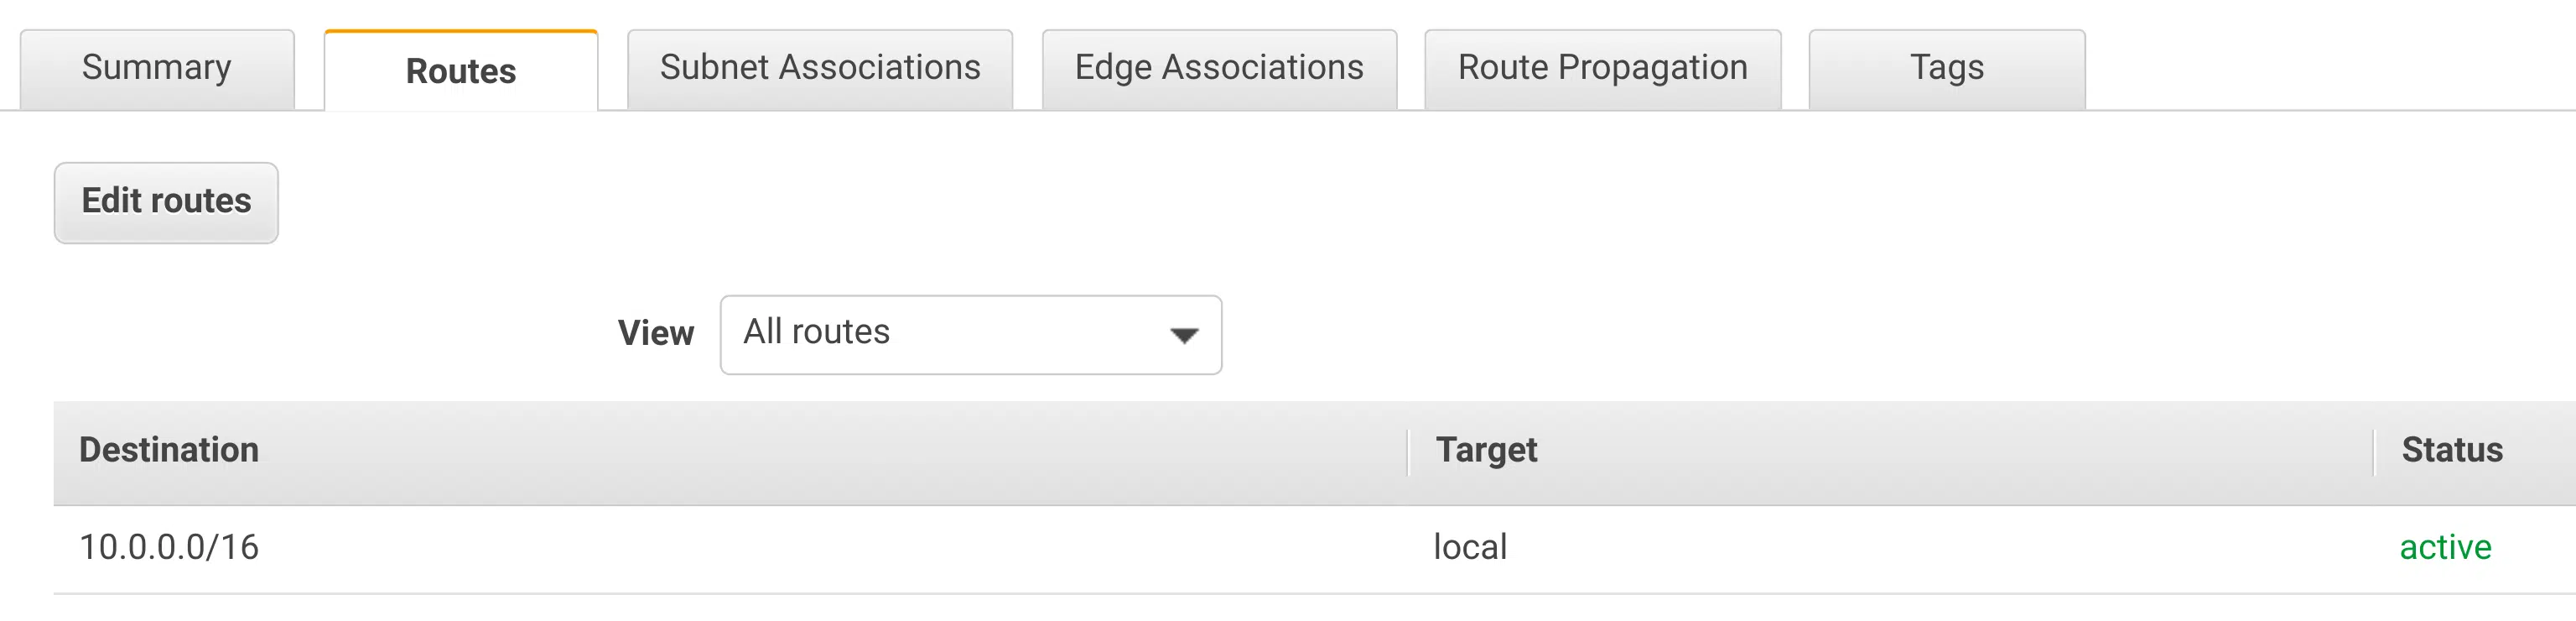 Summary Routes Subnet Associations Edge Associations Route Propagation Tags
Edit routes
View All routes
Destination Target Status
10.0.0.0/16 local active